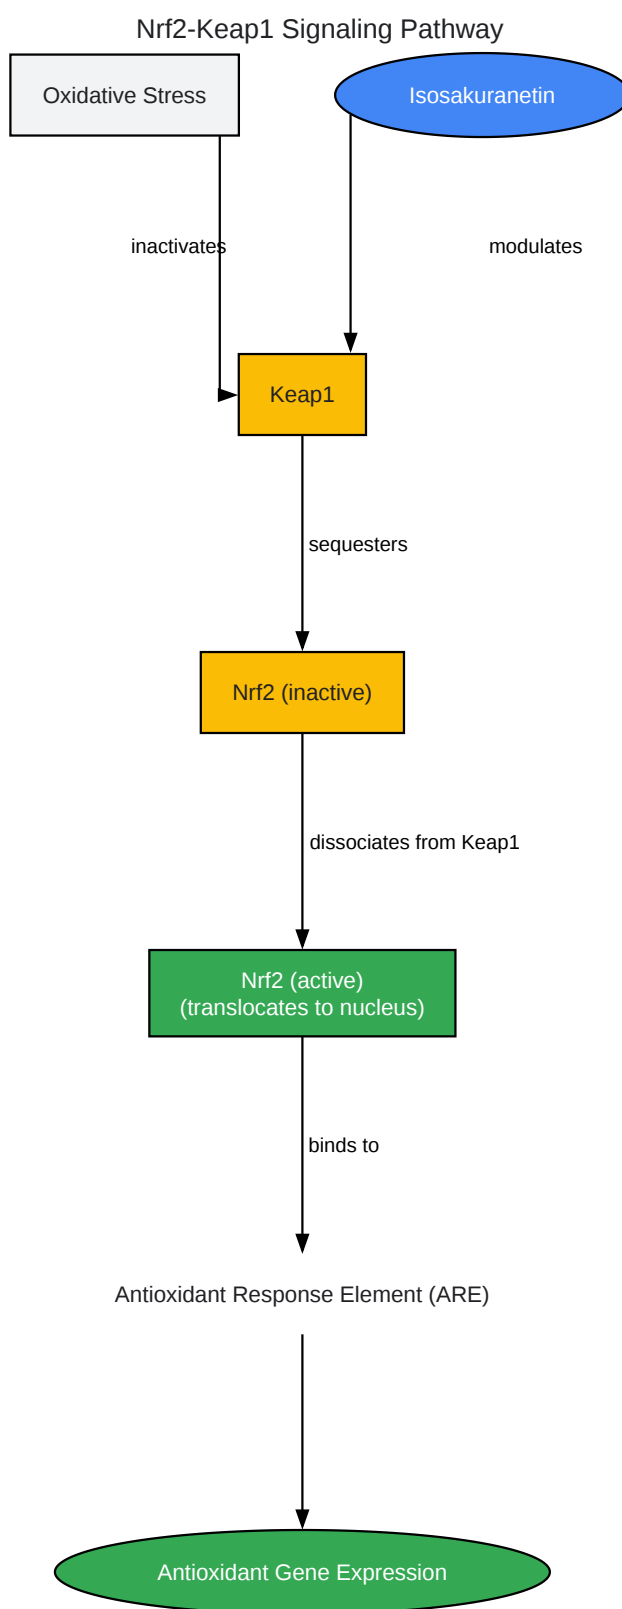 Nrf2-Keap1 Signaling Pathway
Oxidative Stress
Isosakuranetin
inactivates
modulates
Keap1
sequesters
Nrf2 (inactive)
dissociates from Keap1
Nrf2 (active)
(translocates to nucleus)
binds to
Antioxidant Response Element (ARE)
Antioxidant Gene Expression